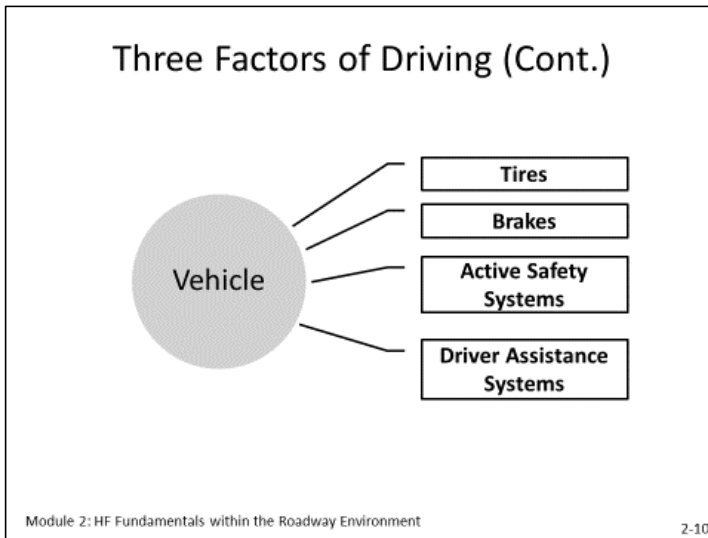 Three Factors of Driving (Cont.)
Vehicle
Tires
Brakes
Active Safety
Systems
Driver Assistance
Systems
Module 2: HF Fundamentals within the Roadway Environment
2-10